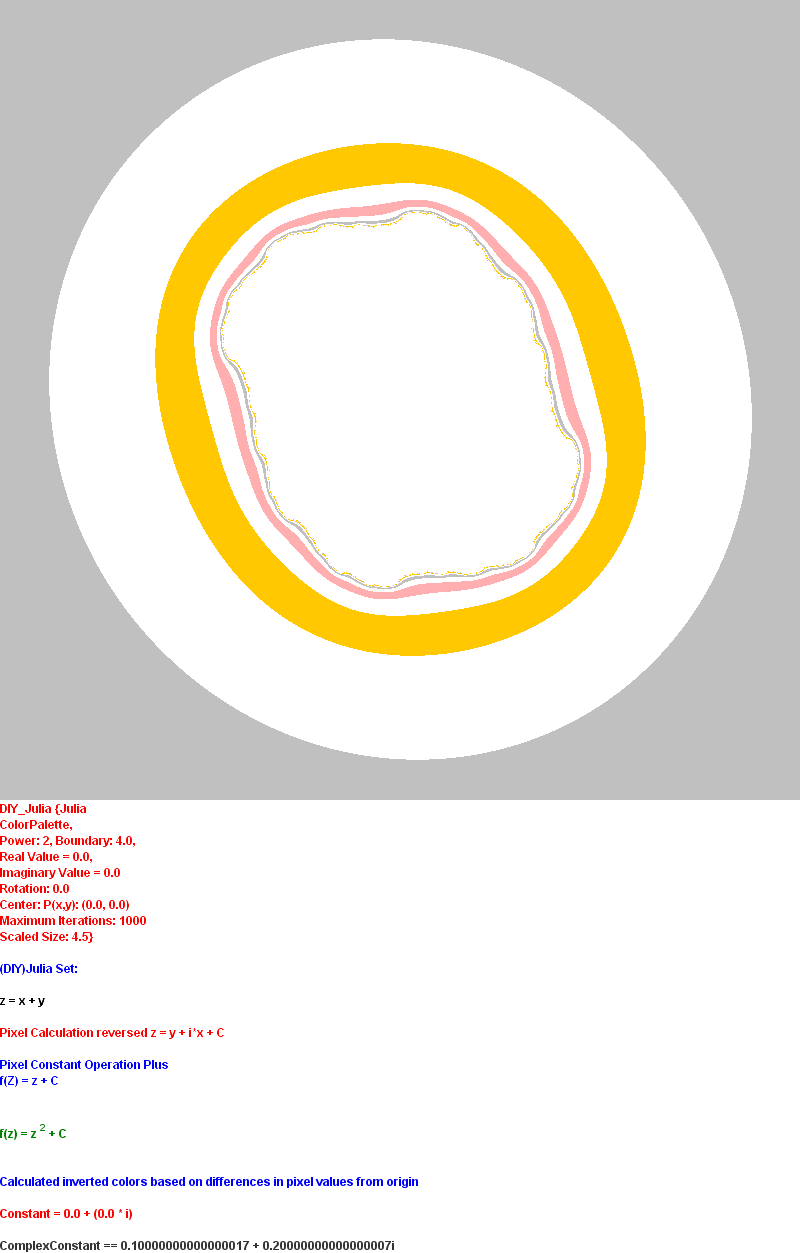 DIY_Julia {Julia
ColorPalette,
Power: 2, Boundary: 4.0,
Real Value = 0.0,
Imaginary Value = 0.0
Rotation: 0.0
Center: P(x,y): (0.0, 0.0)
Maximum Iterations: 1000
Scaled Size: 4.5}
(DIY)Julia Set:
z = x + y
Pixel Calculation reversed z = y + i*x + C
Pixel Constant Operation Plus
f(Z) = z + C
f(z) = z 2 + C
Calculated inverted colors based on differences in pixel values from origin
Constant = 0.0 + (0.0 * i)
ComplexConstant == 0.10000000000000017 + 0.20000000000000007i